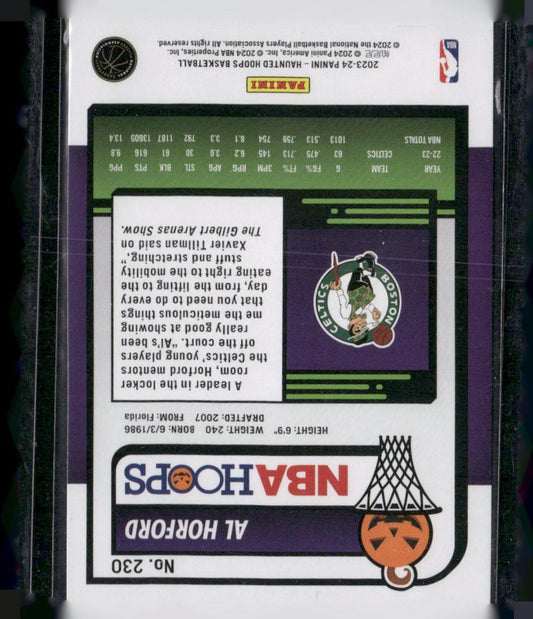 No. 230
AL HORFORD
NBA HOOPS
HEIGHT: 6'9" WEIGHT: 240 BORN: 6/3/1986
DRAFTED: 2007 FROM: Florida
A leader in the locker
room, Horford mentors
the Celtics' young players
off the court. "Al's been
really good at showing
me the meticulous things
that you need to do every
day, from the lifting to the
eating right to the mobility
stuff and stretching,"
Xavier Tillman said on
The Gilbert Arenas Show.
BOSTON
CELTICS
YEAR TEAM G FG% FT% 3PM RPG APG STL BLK PTS PPG
22-23 CELTICS 63 .475 .713 145 6.2 3.0 30 61 616 9.8
NBA TOTALS 1013 .513 .759 754 8.1 3.3 792 1187 13605 13.4
PANINI
2023-24 PANINI – HAUNTED HOOPS BASKETBALL
© 2024 Panini America, Inc. © 2024 NBA Properties, Inc.
© 2024 the National Basketball Players Association. All rights reserved.
NBA